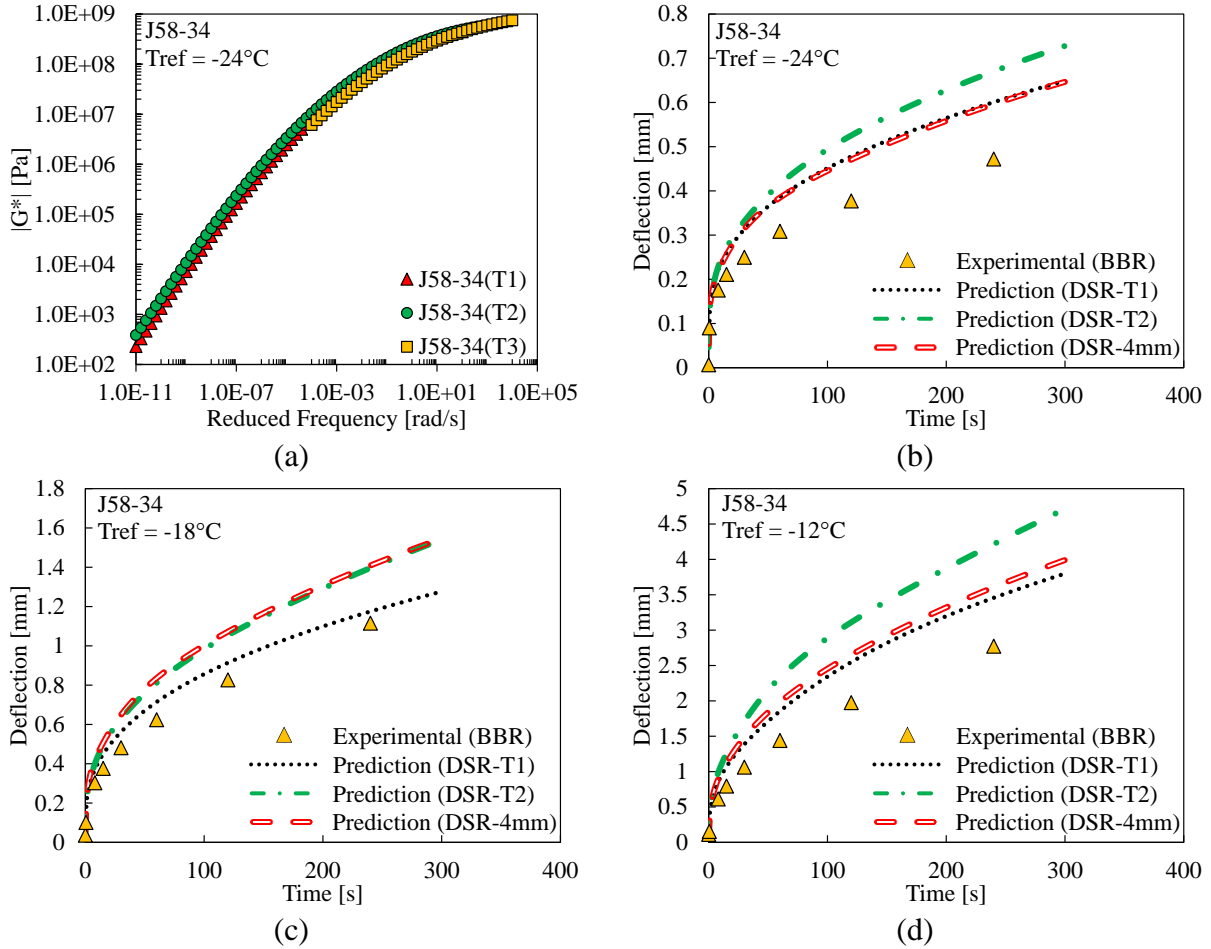 J58-34
Tref = -24°C
1.0E+09
1.0E+08
1.0E+07
1.0E+06
1.0E+05
1.0E+04
1.0E+03
1.0E+02
|G*| [Pa]
J58-34(T1)
J58-34(T2)
J58-34(T3)
1.0E-11 1.0E-07 1.0E-03 1.0E+01 1.0E+05
Reduced Frequency [rad/s]
(a)
J58-34
Tref = -24°C
0.8
0.7
0.6
0.5
0.4
0.3
0.2
0.1
0
Deflection [mm]
Experimental (BBR)
Prediction (DSR-T1)
Prediction (DSR-T2)
Prediction (DSR-4mm)
0 100 200 300 400
Time [s]
(b)
J58-34
Tref = -18°C
1.8
1.6
1.4
1.2
1
0.8
0.6
0.4
0.2
0
Deflection [mm]
Experimental (BBR)
Prediction (DSR-T1)
Prediction (DSR-T2)
Prediction (DSR-4mm)
0 100 200 300 400
Time [s]
(c)
J58-34
Tref = -12°C
5
4.5
4
3.5
3
2.5
2
1.5
1
0.5
0
Deflection [mm]
Experimental (BBR)
Prediction (DSR-T1)
Prediction (DSR-T2)
Prediction (DSR-4mm)
0 100 200 300 400
Time [s]
(d)